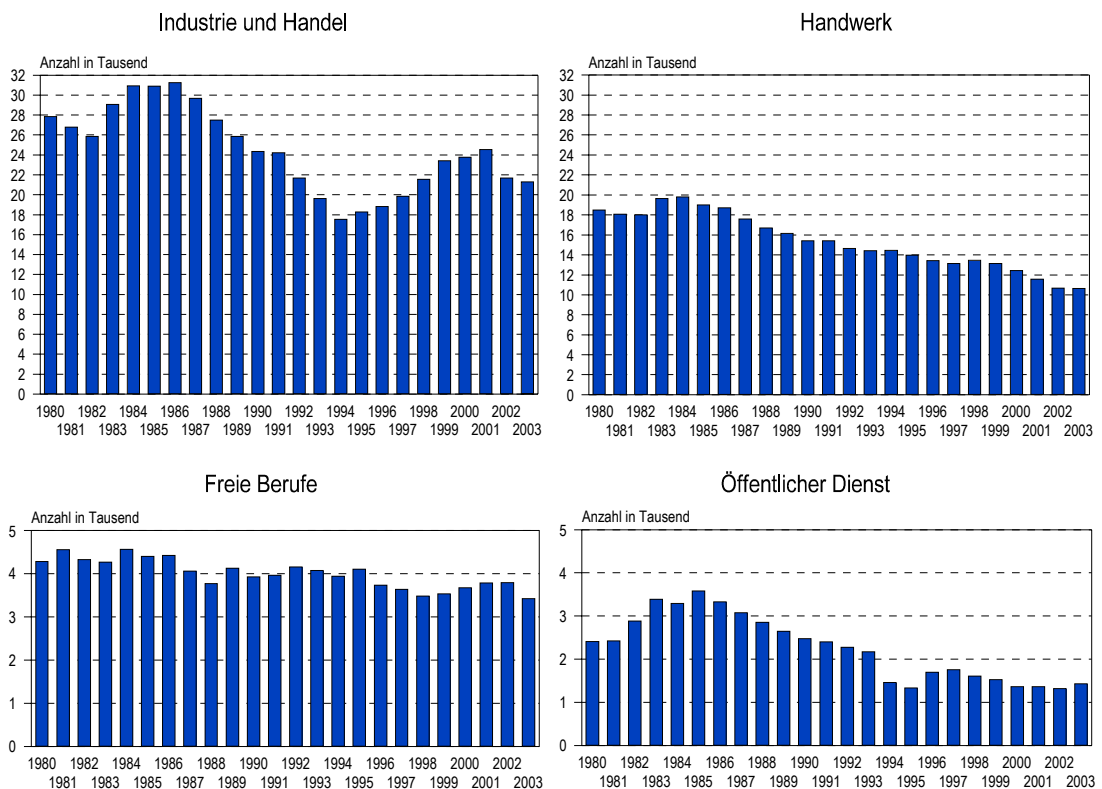 Industrie und Handel
Anzahl in Tausend
32
30
28
26
24
22
20
18
16
14
12
10
8
6
4
2
0
1980 1982 1984 1986 1988 1990 1992 1994 1996 1998 2000 2002
1981 1983 1985 1987 1989 1991 1993 1995 1997 1999 2001 2003
Handwerk
Anzahl in Tausend
32
30
28
26
24
22
20
18
16
14
12
10
8
6
4
2
0
1980 1982 1984 1986 1988 1990 1992 1994 1996 1998 2000 2002
1981 1983 1985 1987 1989 1991 1993 1995 1997 1999 2001 2003
Freie Berufe
Anzahl in Tausend
5
4
3
2
1
0
1980 1982 1984 1986 1988 1990 1992 1994 1996 1998 2000 2002
1981 1983 1985 1987 1989 1991 1993 1995 1997 1999 2001 2003
Öffentlicher Dienst
Anzahl in Tausend
5
4
3
2
1
0
1980 1982 1984 1986 1988 1990 1992 1994 1996 1998 2000 2002
1981 1983 1985 1987 1989 1991 1993 1995 1997 1999 2001 2003